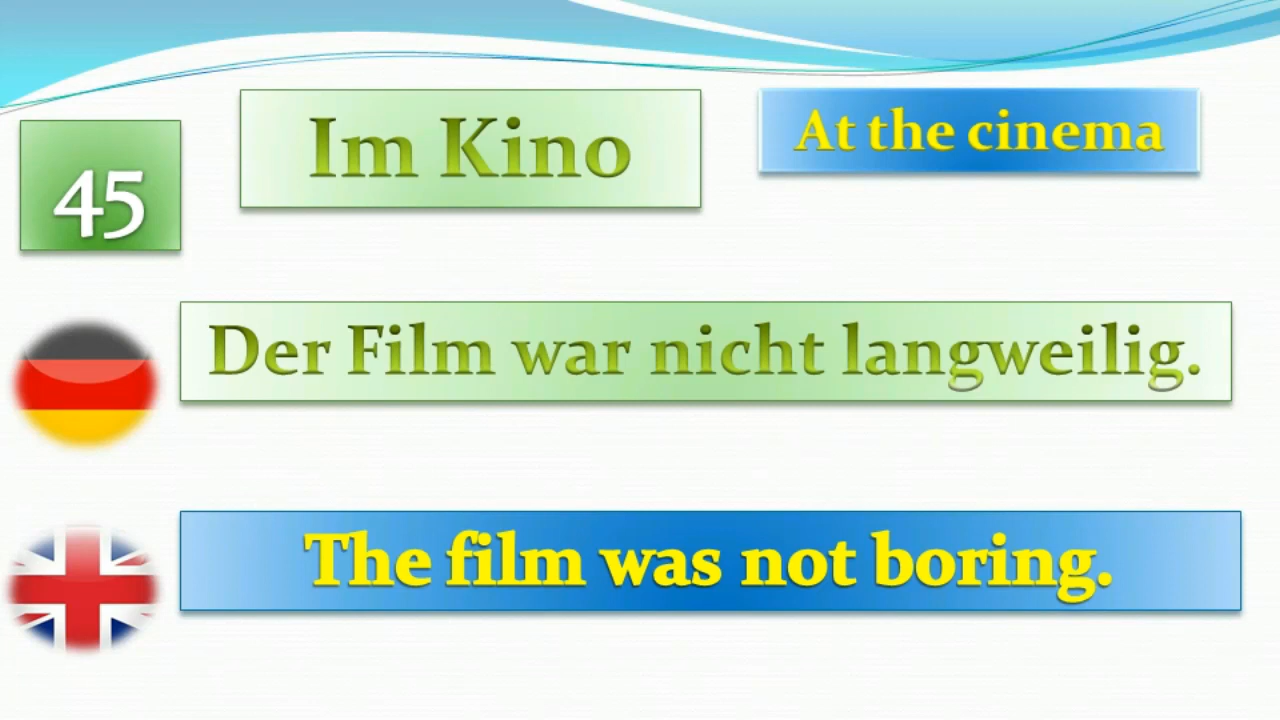 45
Im Kino
At the cinema
Der Film war nicht langweilig.
The film was not boring.